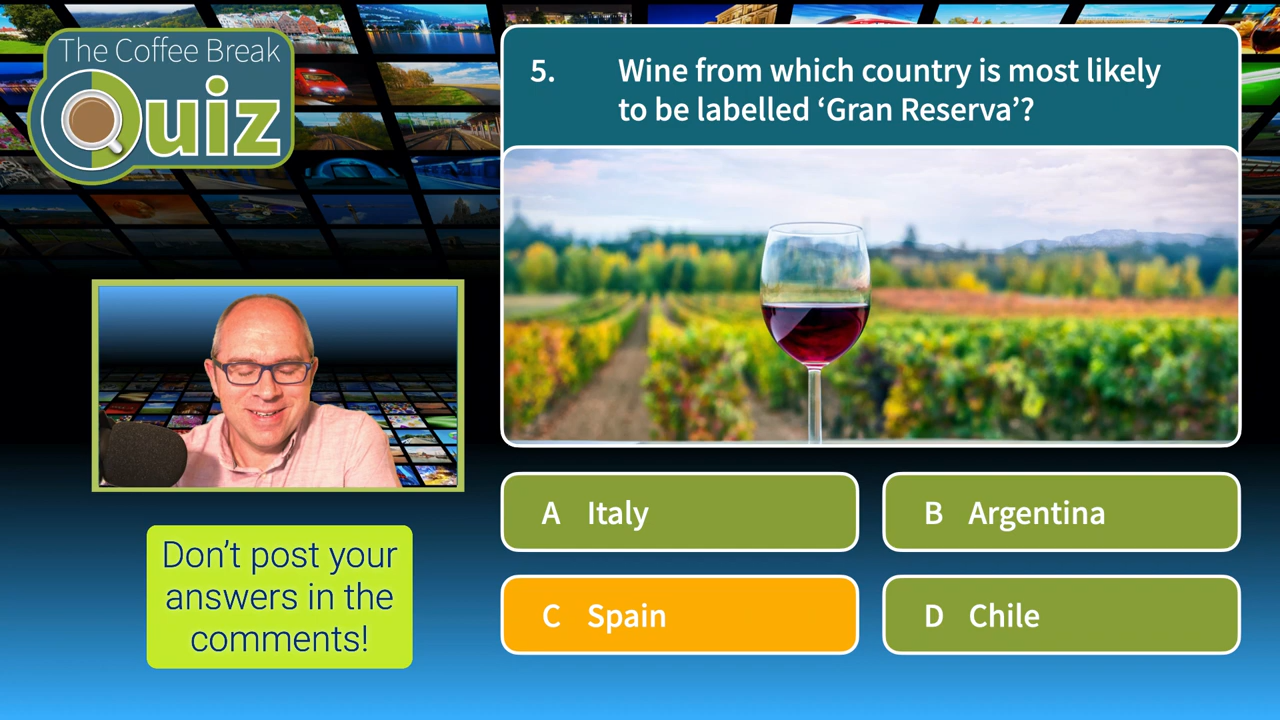 The Coffee Break
Quiz
5. Wine from which country is most likely
to be labelled ‘Gran Reserva’?
A Italy
B Argentina
C Spain
D Chile
Don’t post your
answers in the
comments!